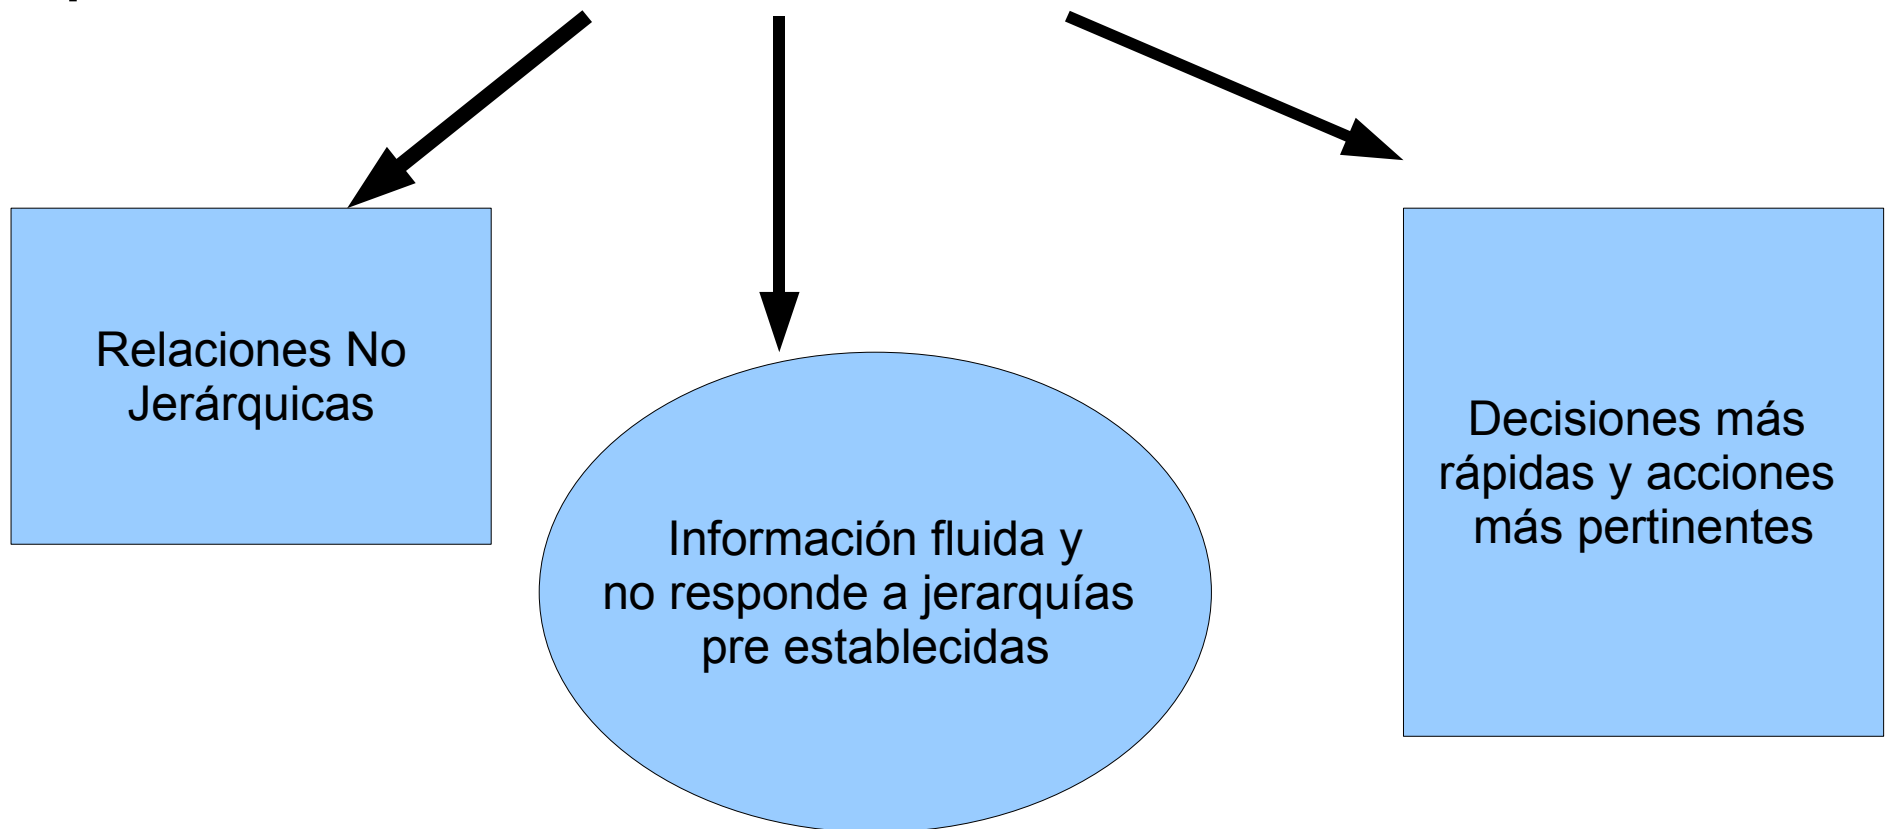 Relaciones No
Jerárquicas
Información fluida y
no responde a jerarquías
pre establecidas
Decisiones más
rápidas y acciones
más pertinentes